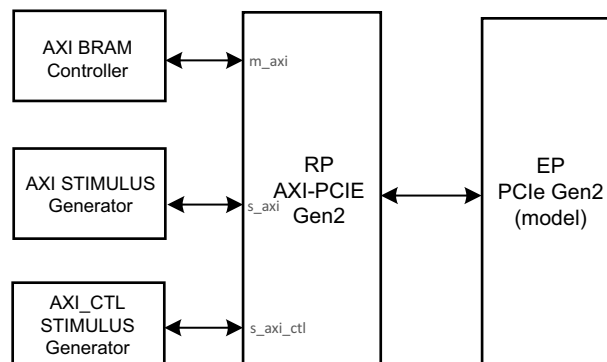 AXI BRAM
Controller
m_axi
AXI STIMULUS
Generator
s_axi
AXI_CTL
STIMULUS
Generator
s_axi_ctl
RP
AXI-PCIE
Gen2
EP
PCIe Gen2
(model)